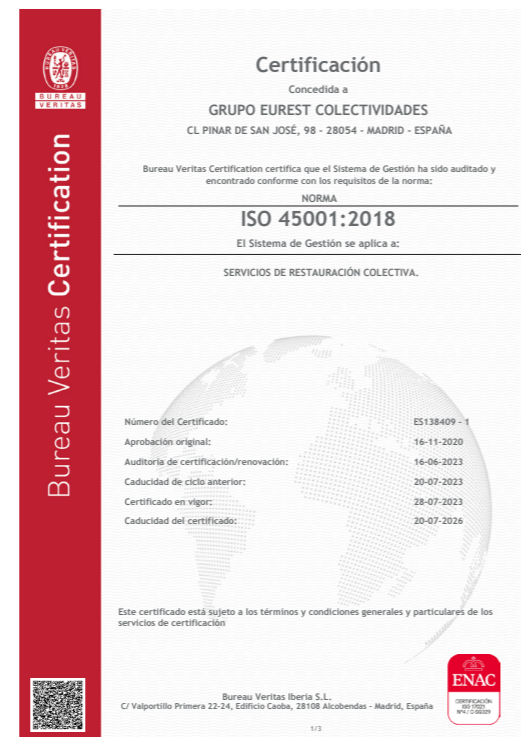 BUREAU
VERITAS
Bureau Veritas Certification
Certificación
Concedida a
GRUPO EUREST COLECTIVIDADES
CL PINAR DE SAN JOSÉ, 98 - 28054 - MADRID - ESPAÑA
Bureau Veritas Certification certifica que el Sistema de Gestión ha sido auditado y
encontrado conforme con los requisitos de la norma:
NORMA
ISO 45001:2018
El Sistema de Gestión se aplica a:
SERVICIOS DE RESTAURACIÓN COLECTIVA.
Número del Certificado: ES138409 - 1
Aprobación original: 16-11-2020
Auditoría de certificación/renovación: 16-06-2023
Caducidad de ciclo anterior: 20-07-2023
Certificado en vigor: 28-07-2023
Caducidad del certificado: 20-07-2026
Este certificado está sujeto a los términos y condiciones generales y particulares de los
servicios de certificación
ENAC
CERTIFICACIÓN
ISO 17021
Bureau Veritas Iberia S.L.
C/ Valportillo Primera 22-24, Edificio Caoba, 28108 Alcobendas - Madrid, España
1/3